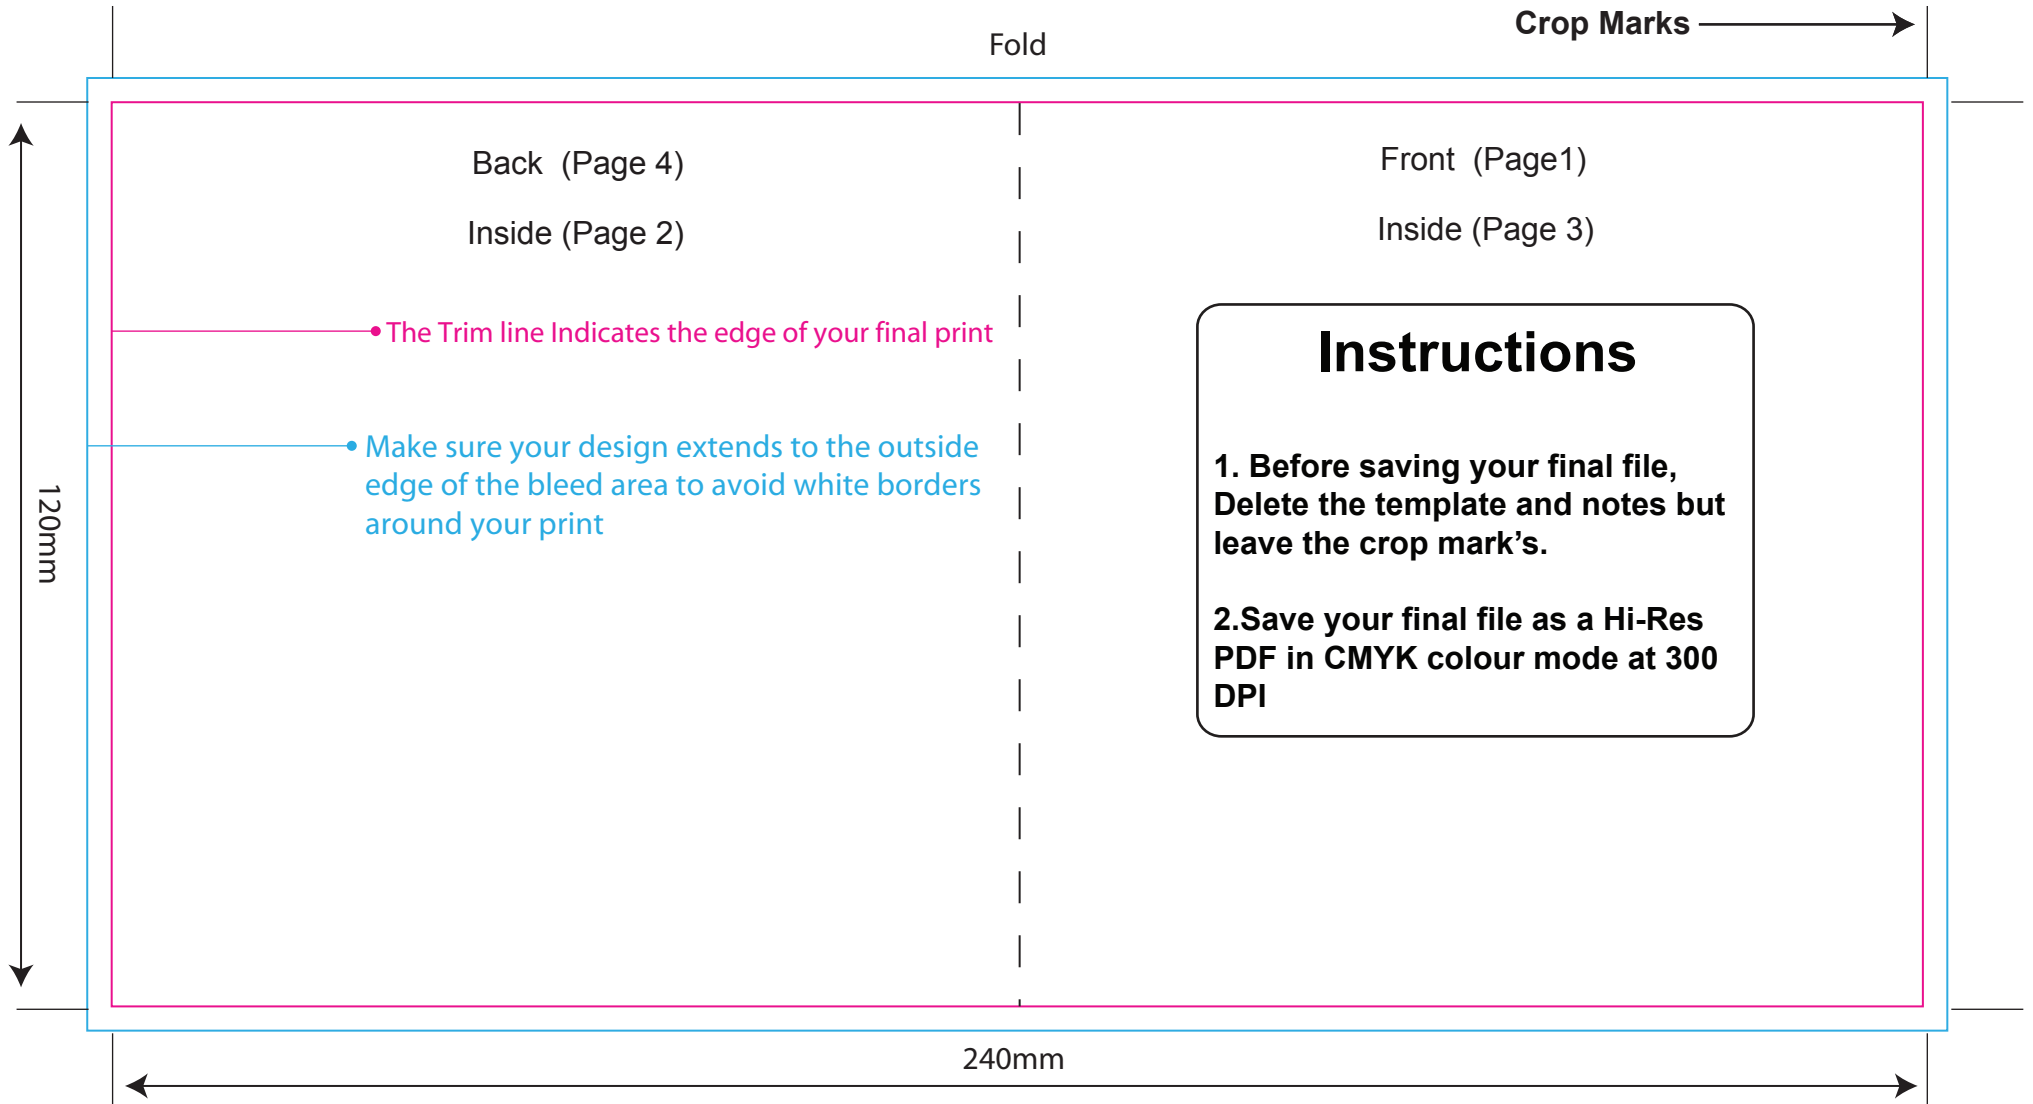 Crop Marks
Fold
Back (Page 4)
Inside (Page 2)
Front (Page1)
Inside (Page 3)
The Trim line Indicates the edge of your final print
Make sure your design extends to the outside
edge of the bleed area to avoid white borders
around your print
Instructions
1. Before saving your final file,
Delete the template and notes but
leave the crop mark’s.
2.Save your final file as a Hi-Res
PDF in CMYK colour mode at 300
DPI
120mm
240mm